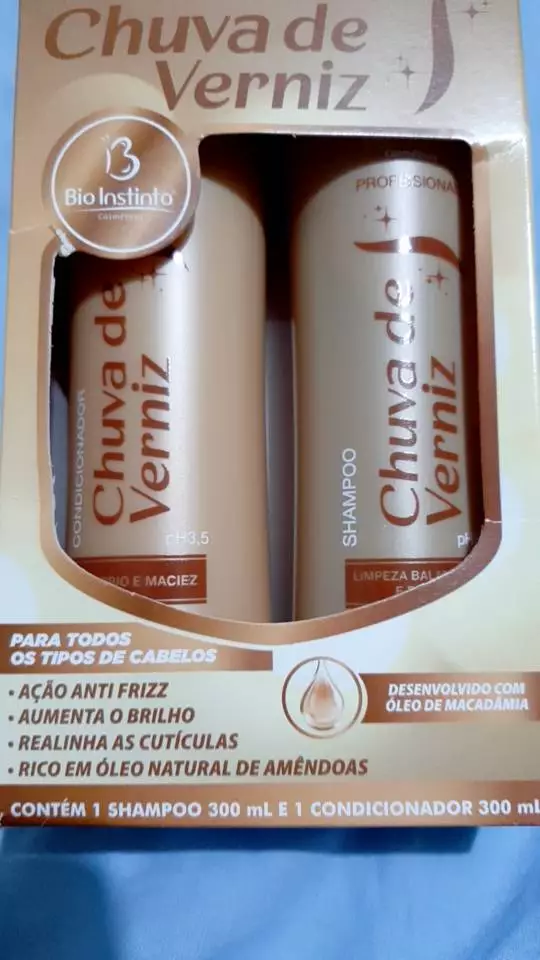 Chuva de
Verniz
B
Bio Instinto
Cosméticos
CONDICIONADOR
Chuva de
Verniz
pH3,5
E MACIEZ
PROFISSIONAL
SHAMPOO
Chuva de
Verniz
LIMPEZA
PARA TODOS
OS TIPOS DE CABELOS
• AÇÃO ANTI FRIZZ
• AUMENTA O BRILHO
• REALINHA AS CUTÍCULAS
• RICO EM ÓLEO NATURAL DE AMÊNDOAS
DESENVOLVIDO COM
ÓLEO DE MACADÂMIA
CONTÉM 1 SHAMPOO 300 mL E 1 CONDICIONADOR 300 mL